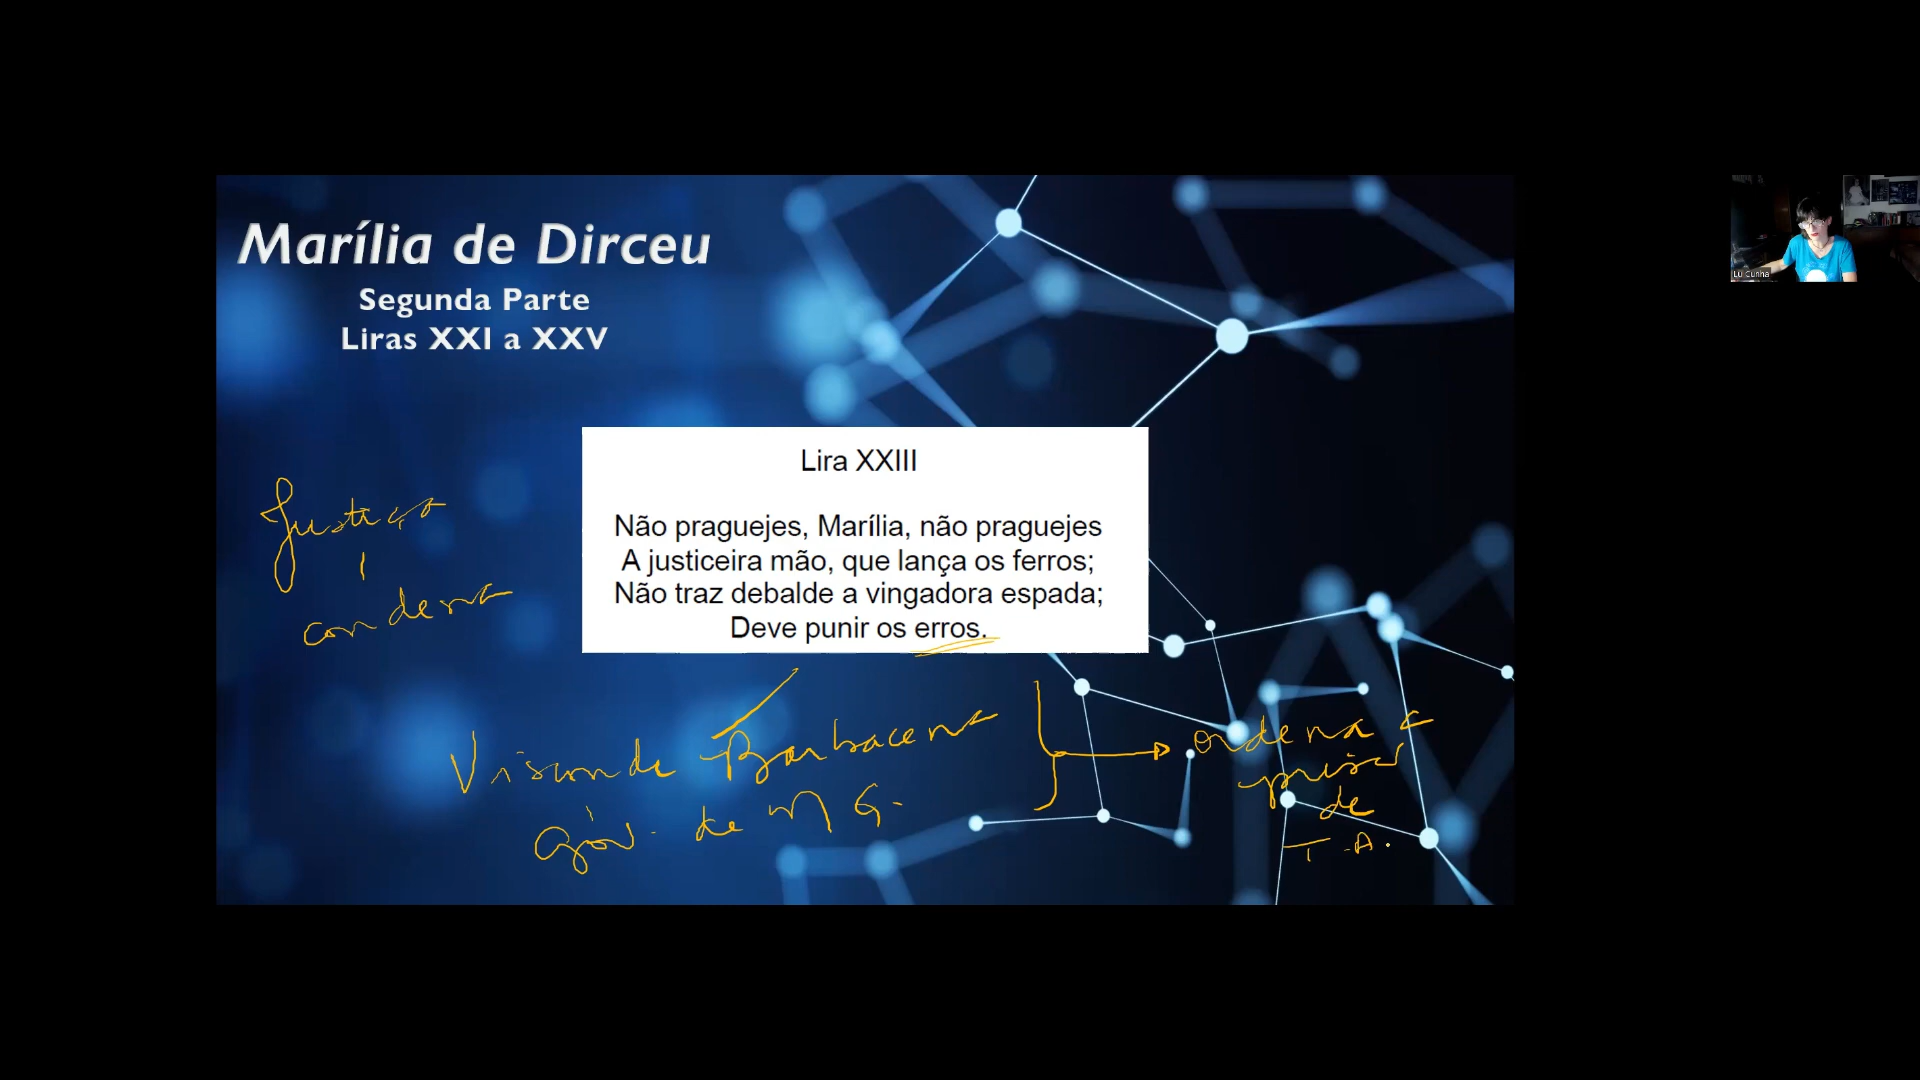 Marília de Dirceu
Segunda Parte
Liras XXI a XXV
Lira XXIII
Não praguejes, Marília, não praguejes
A justiceira mão, que lança os ferros;
Não traz debalde a vingadora espada;
Deve punir os erros.
Justiça
condena
Visconde Barbacena
Gov. de MG.
ordena a
prisão
de
T.A.
Lu Cunha